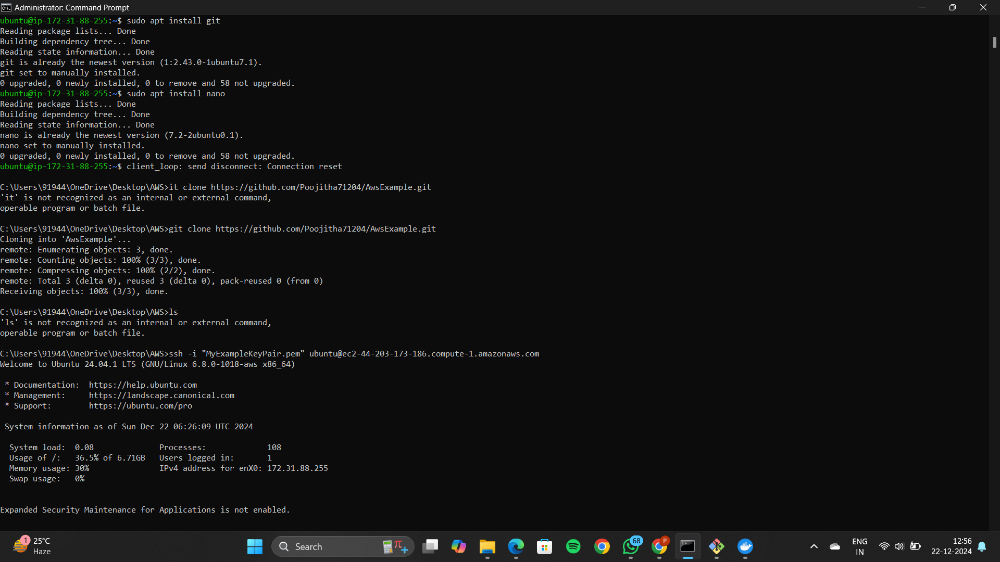 Administrator: Command Prompt
ubuntu@ip-172-31-88-255:~$ sudo apt install git
Reading package lists... Done
Building dependency tree... Done
Reading state information... Done
git is already the newest version (1:2.43.0-1ubuntu7.1).
git set to manually installed.
0 upgraded, 0 newly installed, 0 to remove and 58 not upgraded.
ubuntu@ip-172-31-88-255:~$ sudo apt install nano
Reading package lists... Done
Building dependency tree... Done
Reading state information... Done
nano is already the newest version (7.2-2ubuntu0.1).
nano set to manually installed.
0 upgraded, 0 newly installed, 0 to remove and 58 not upgraded.
ubuntu@ip-172-31-88-255:~$ client_loop: send disconnect: Connection reset
C:\Users\91944\OneDrive\Desktop\AWS>it clone https://github.com/Poojitha71204/AwsExample.git
'it' is not recognized as an internal or external command,
operable program or batch file.
C:\Users\91944\OneDrive\Desktop\AWS>git clone https://github.com/Poojitha71204/AwsExample.git
Cloning into 'AwsExample'...
remote: Enumerating objects: 3, done.
remote: Counting objects: 100% (3/3), done.
remote: Compressing objects: 100% (2/2), done.
remote: Total 3 (delta 0), reused 3 (delta 0), pack-reused 0 (from 0)
Receiving objects: 100% (3/3), done.
C:\Users\91944\OneDrive\Desktop\AWS>ls
'ls' is not recognized as an internal or external command,
operable program or batch file.
C:\Users\91944\OneDrive\Desktop\AWS>ssh -i "MyExampleKeyPair.pem" ubuntu@ec2-44-203-173-186.compute-1.amazonaws.com
Welcome to Ubuntu 24.04.1 LTS (GNU/Linux 6.8.0-1018-aws x86_64)
* Documentation:  https://help.ubuntu.com
* Management:     https://landscape.canonical.com
* Support:        https://ubuntu.com/pro
System information as of Sun Dec 22 06:26:09 UTC 2024
System load:  0.08              Processes:             108
Usage of /:   36.5% of 6.71GB   Users logged in:       1
Memory usage: 30%               IPv4 address for enX0: 172.31.88.255
Swap usage:   0%
Expanded Security Maintenance for Applications is not enabled.
1
25°C
Haze
Search
68
P
ENG
IN
12:56
22-12-2024